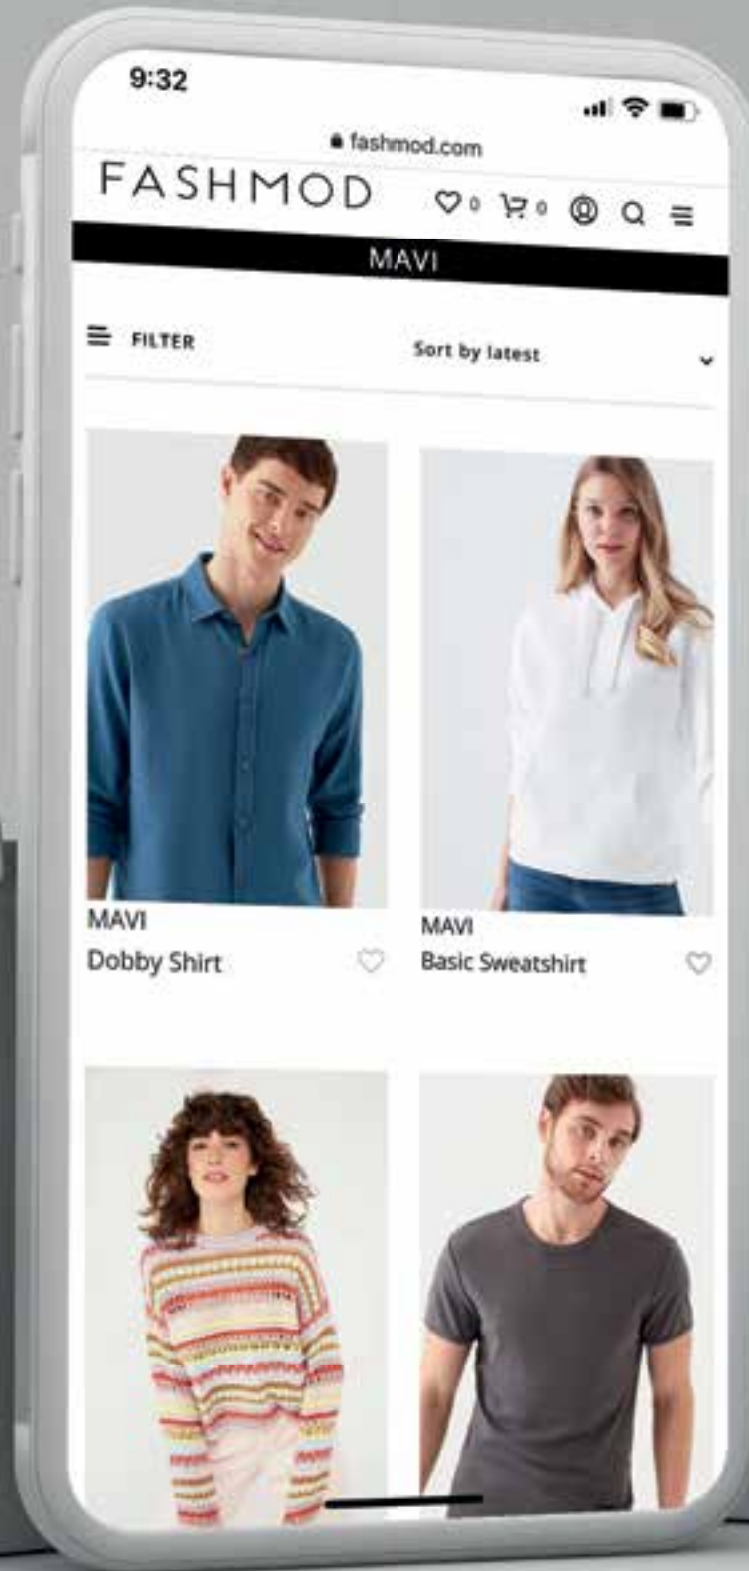 9:32
fashmod.com
FASHMOD
0 0
MAVI
FILTER
Sort by latest
MAVI
Dobby Shirt
MAVI
Basic Sweatshirt